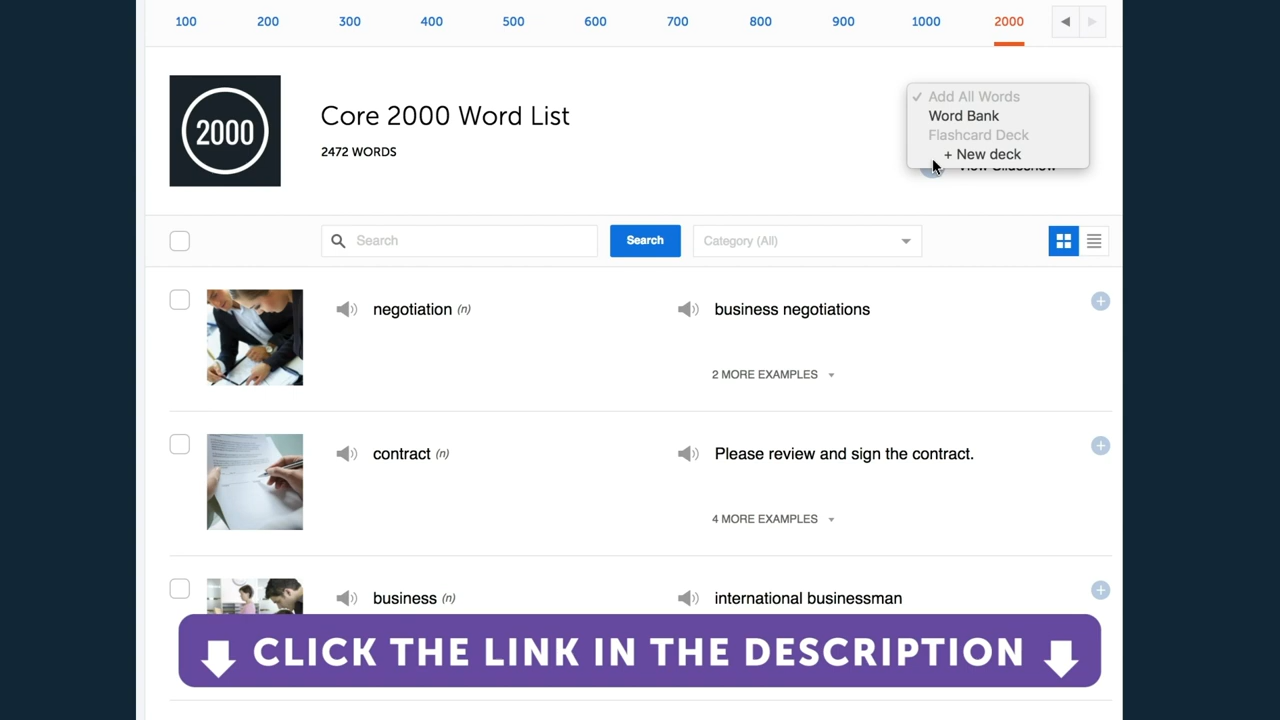 100 200 300 400 500 600 700 800 900 1000 2000
2000
Core 2000 Word List
2472 WORDS
✓ Add All Words
Word Bank
Flashcard Deck
+ New deck
View Slideshow
Search
Search
Category (All)
negotiation (n)
business negotiations
2 MORE EXAMPLES
contract (n)
Please review and sign the contract.
4 MORE EXAMPLES
business (n)
international businessman
CLICK THE LINK IN THE DESCRIPTION